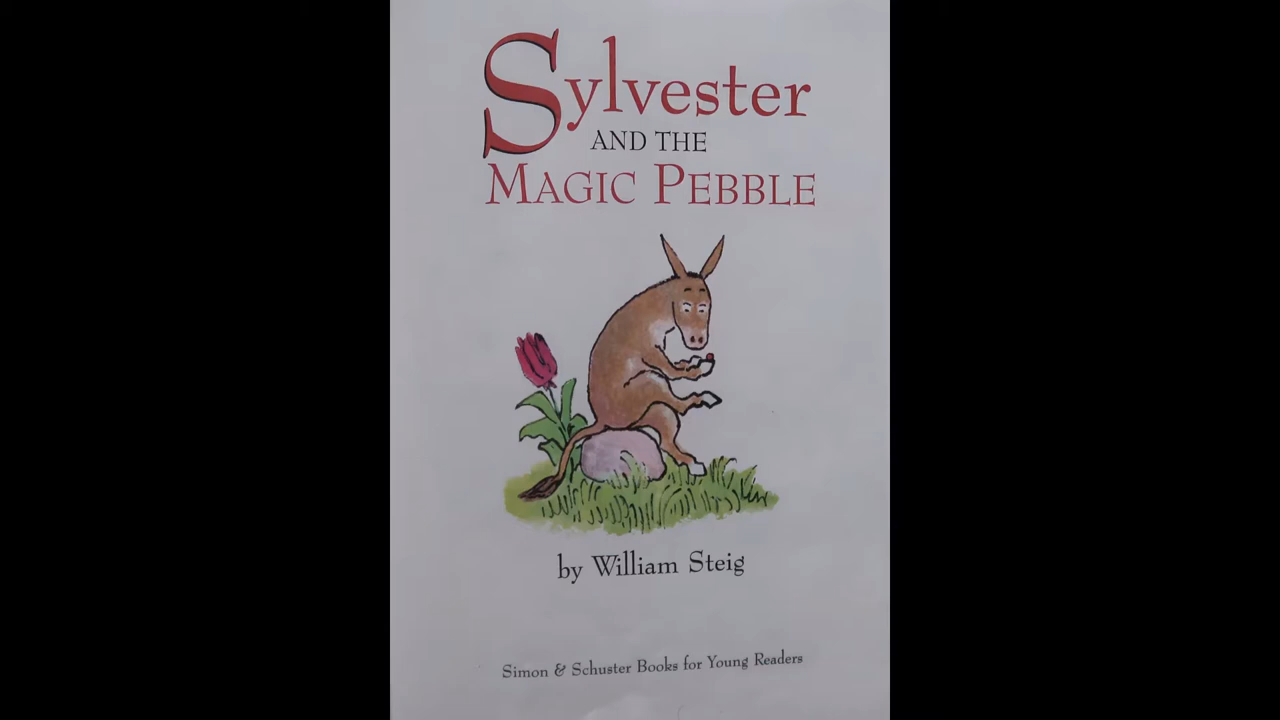 Sylvester
AND THE
MAGIC PEBBLE
by William Steig
Simon & Schuster Books for Young Readers